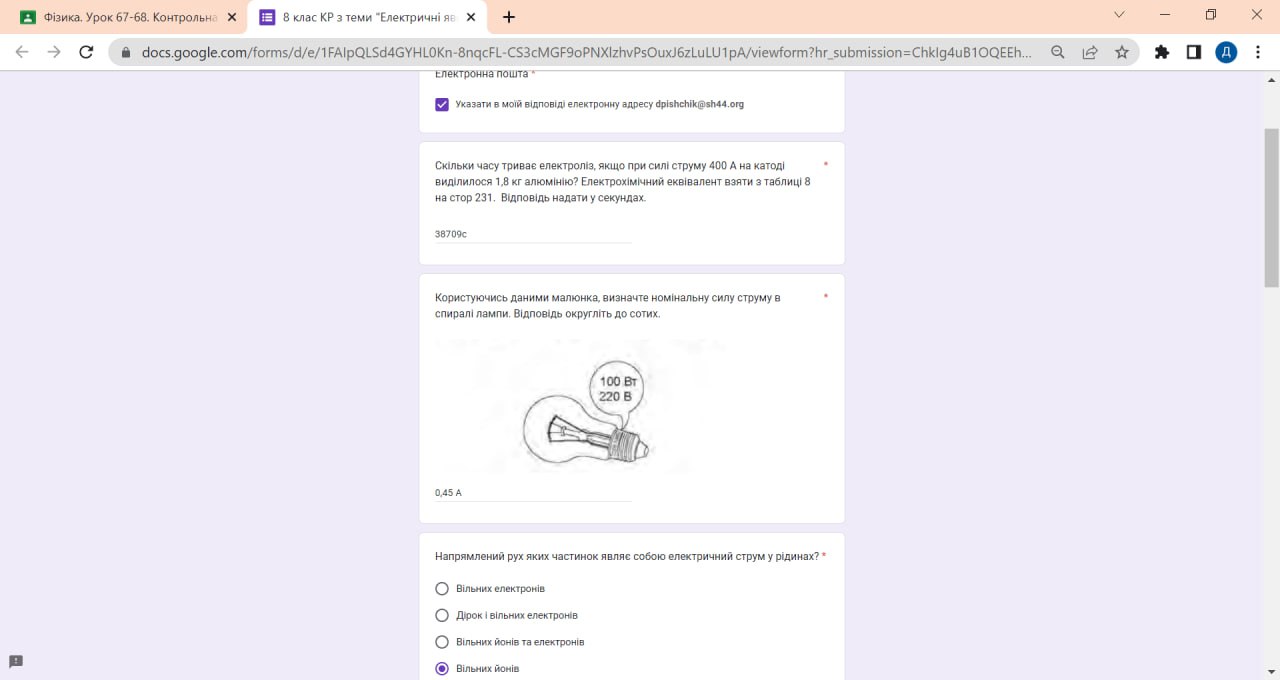 Фізика. Урок 67-68. Контрольна
8 клас КР з теми "Електричні яв
docs.google.com/forms/d/e/1FAIpQLSd4GYHL0Kn-8nqcFL-CS3cMGF9oPNXlzhvPsOuxJ6zLuLU1pA/viewform?hr_submission=ChkIg4uB1OQEEh...
Д
Електронна пошта *
Указати в моїй відповіді електронну адресу dpishchik@sh44.org
Скільки часу триває електроліз, якщо при силі струму 400 А на катоді *
виділилося 1,8 кг алюмінію? Електрохімічний еквівалент взяти з таблиці 8
на стор 231. Відповідь надати у секундах.
38709с
Користуючись даними малюнка, визначте номінальну силу струму в *
спиралі лампи. Відповідь округліть до сотих.
100 Вт
220 В
0,45 А
Напрямлений рух яких частинок являє собою електричний струм у рідинах? *
Вільних електронів
Дірок і вільних електронів
Вільних йонів та електронів
Вільних йонів